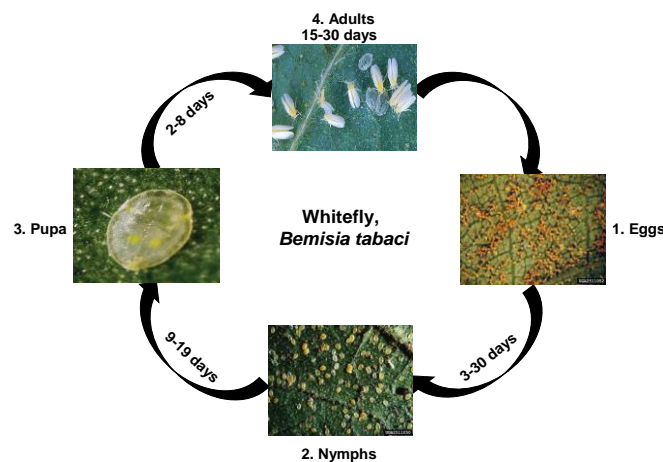 4. Adults
15-30 days
2-8 days
3. Pupa
Whitefly,
Bemisia tabaci
1. Eggs
9-19 days
3-30 days
2. Nymphs